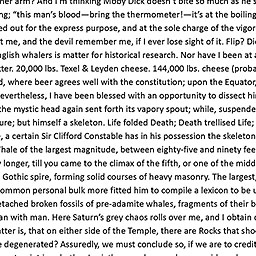 her arm? And I'm thinking Moby Dick doesn't bite so much as he s
ng; "this man's blood—bring the thermometer!—it's at the boiling
ed out for the express purpose, and at the sole charge of the vigor
t me, and the devil remember me, if I ever lose sight of it. Flip? Di
nglish whalers is matter for historical research. Nor have I been at a
tter. 20,000 lbs. Texel & Leyden cheese. 144,000 lbs. cheese (proba
d, where beer agrees well with the constitution; upon the Equator,
evertheless, I have been blessed with an opportunity to dissect hi
the mystic head again sent forth its vapory spout; while, suspende
ure; but himself a skeleton. Life folded Death; Death trellised Life;
e, a certain Sir Clifford Constable has in his possession the skeleton
Whale of the largest magnitude, between eighty-five and ninety fee
y longer, till you came to the climax of the fifth, or one of the midd
Gothic spire, forming solid courses of heavy masonry. The largest,
ommon personal bulk more fitted him to compile a lexicon to be u
etached broken fossils of pre-adamite whales, fragments of their b
an with man. Here Saturn's grey chaos rolls over me, and I obtain d
atter is, that on either side of the Temple, there are Rocks that sho
e degenerated? Assuredly, we must conclude so, if we are to credit